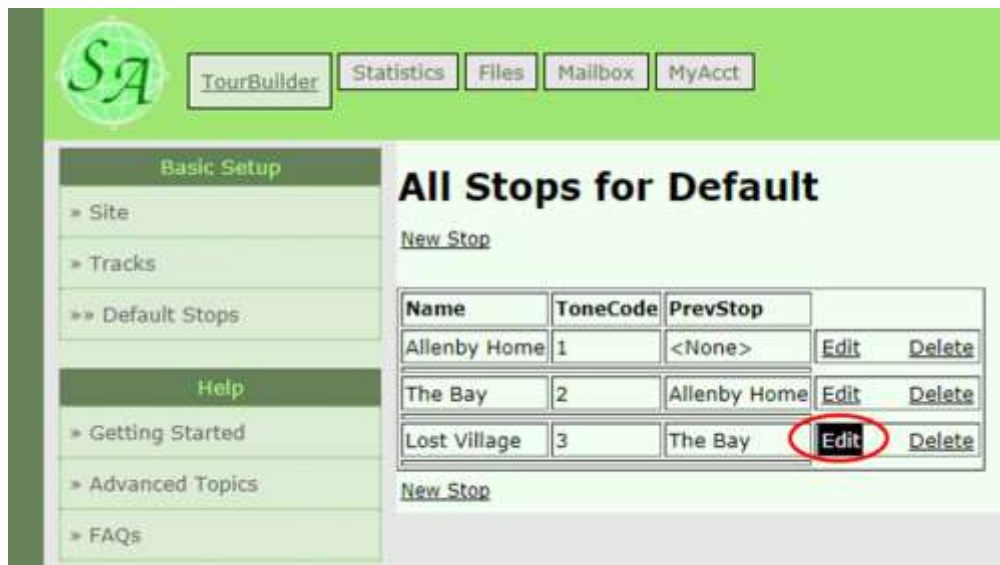 SA
TourBuilder Statistics Files Mailbox MyAcct
Basic Setup
» Site
» Tracks
»» Default Stops
Help
» Getting Started
» Advanced Topics
» FAQs
All Stops for Default
New Stop
Name ToneCode PrevStop
Allenby Home 1 <None> Edit Delete
The Bay 2 Allenby Home Edit Delete
Lost Village 3 The Bay Edit Delete
New Stop